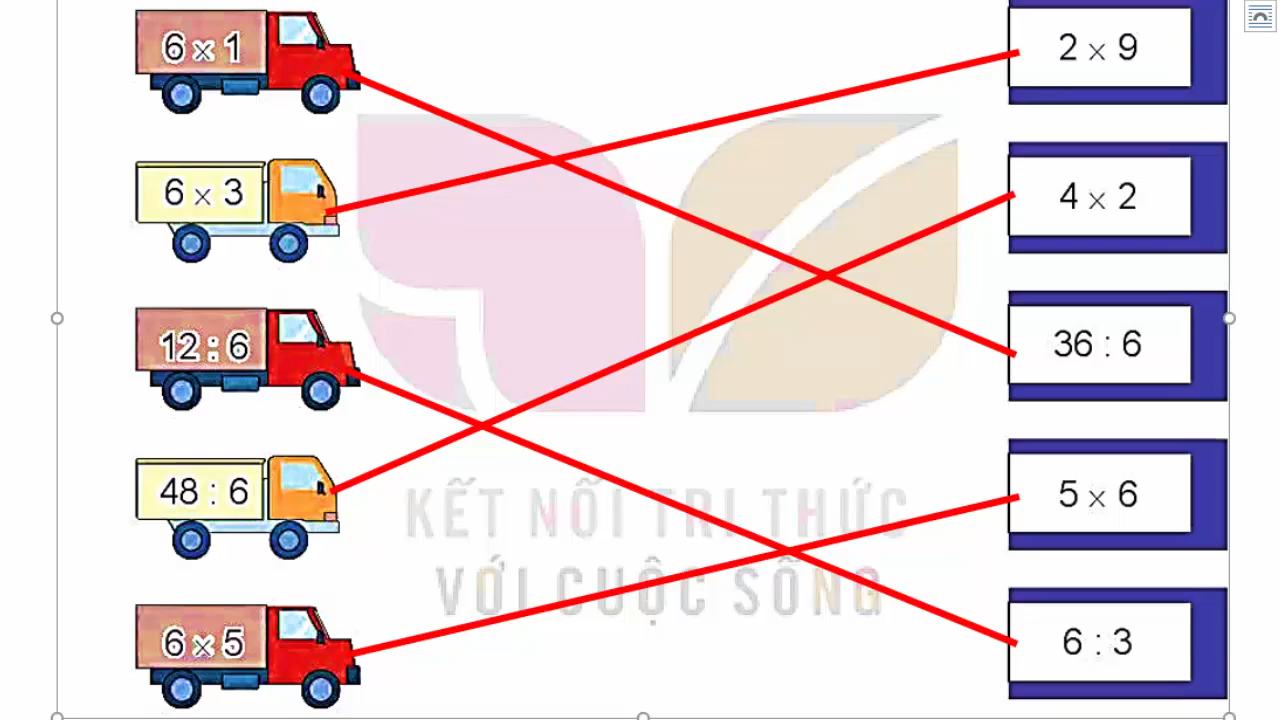 6 × 1
2 × 9
6 × 3
4 × 2
12 : 6
36 : 6
48 : 6
5 × 6
KẾT NỐI TRI THỨC
VỚI CUỘC SỐNG
6 × 5
6 : 3